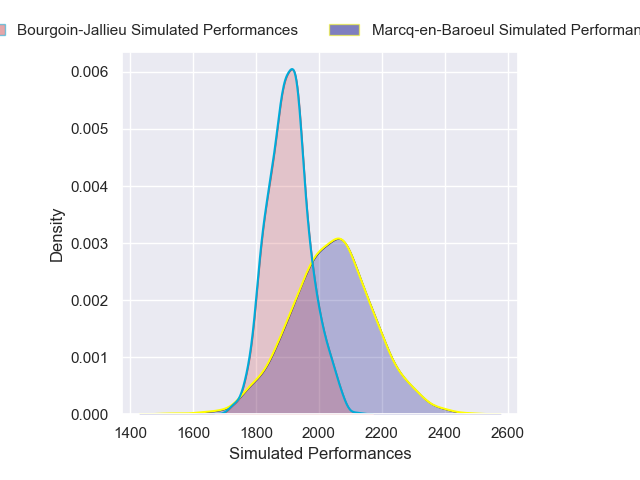 Bourgoin-Jallieu Simulated Performances
Marcq-en-Baroeul Simulated
0.006
0.005
0.004
0.003
0.002
0.001
0.000
Density
1400 1600 1800 2000 2200 2400 2600
Simulated Performances